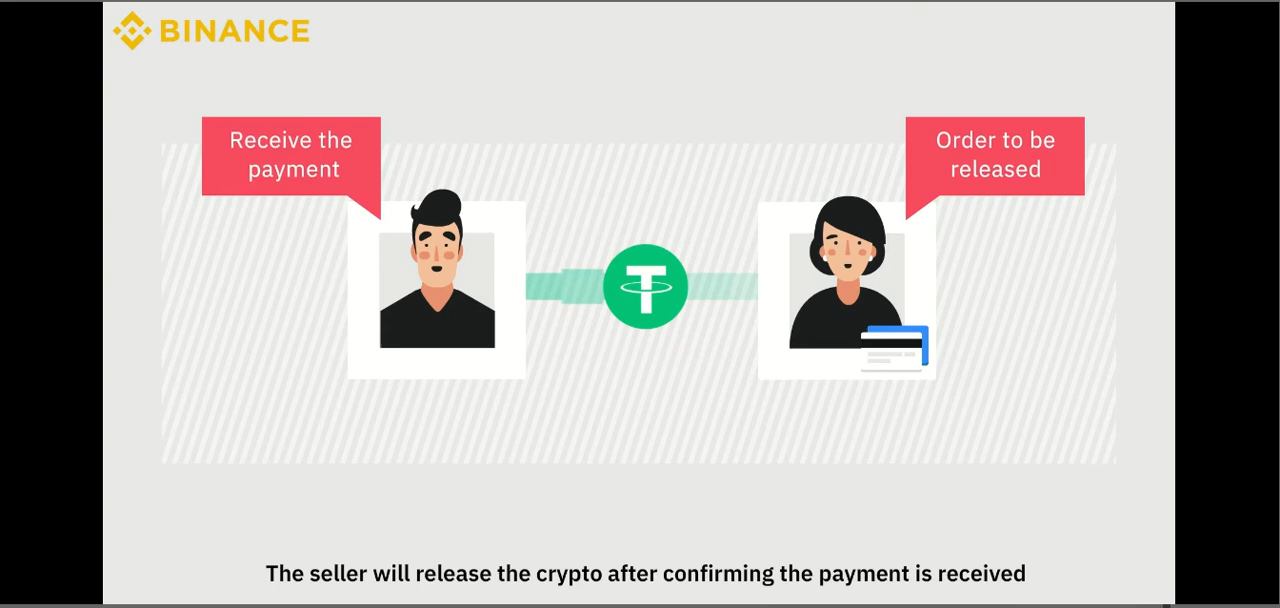 BINANCE
Receive the
payment
Order to be
released
The seller will release the crypto after confirming the payment is received